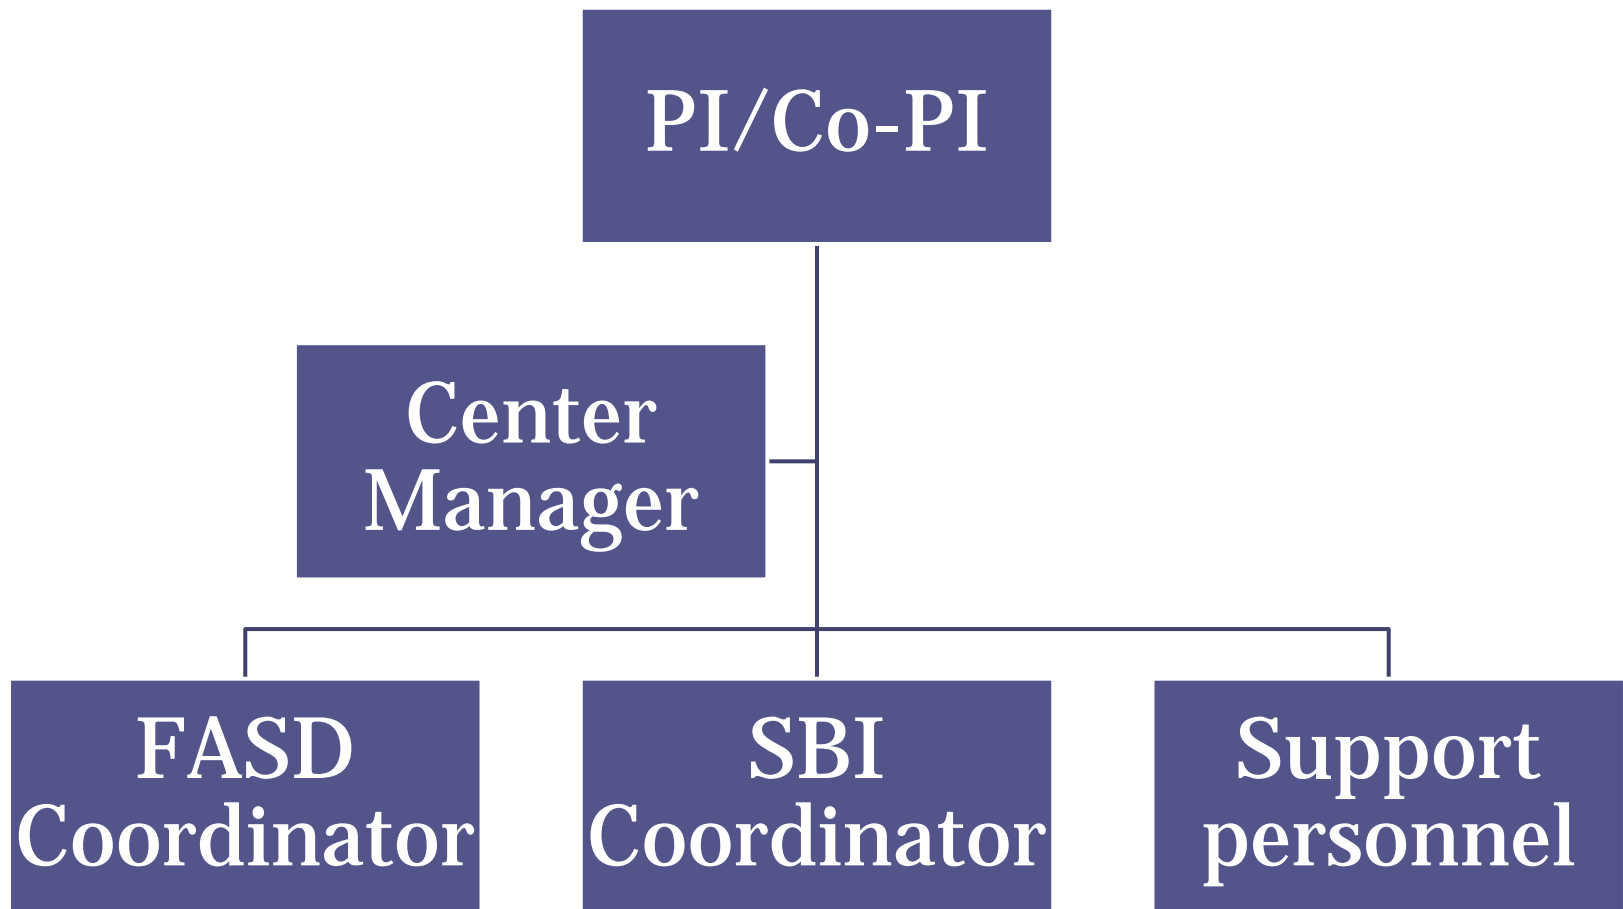 PI/Co-PI
Center
Manager
FASD
Coordinator
SBI
Coordinator
Support
personnel